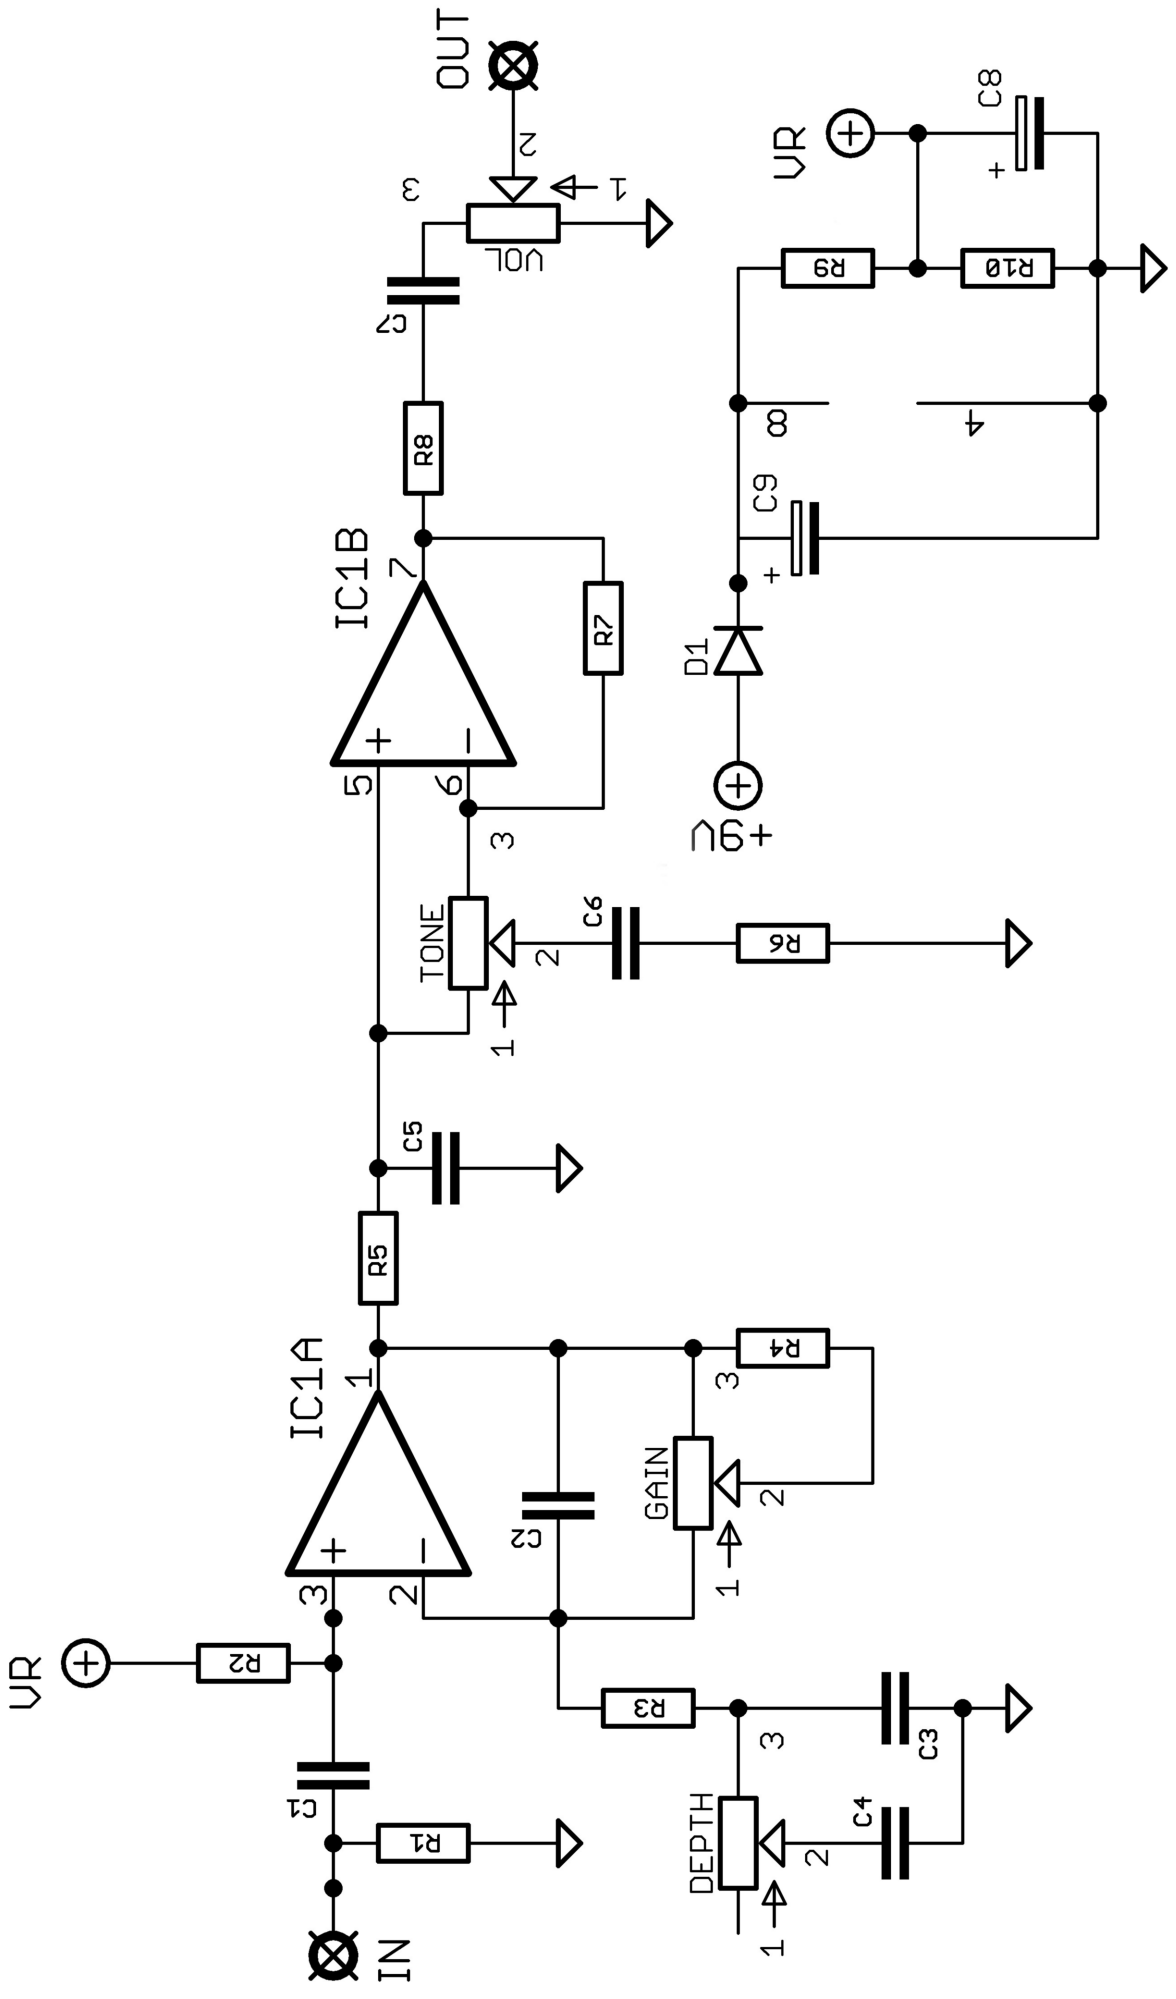 VR
R2
IN
C1
R1
3
2
+
−
IC1A
1
C2
GAIN
1
2
3
R4
R3
DEPTH
1
2
3
C4
C3
R5
C5
TONE
1
2
3
C6
R6
5
6
+
−
IC1B
7
R7
R8
C7
3
VOL
1
2
OUT
+9V
D1
+
C9
8
4
R9
R10
VR
+
C8